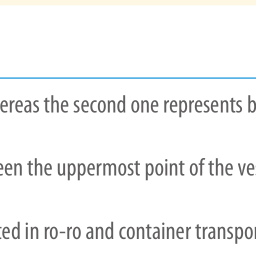 ereas the second one represents b
een the uppermost point of the ve
ted in ro-ro and container transpo